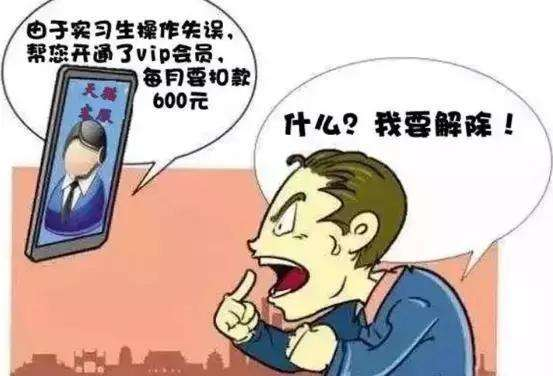 由于实习生操作失误,
帮您开通了vip会员,
每月要扣款
600元
天猫
客服
什么？我要解除！